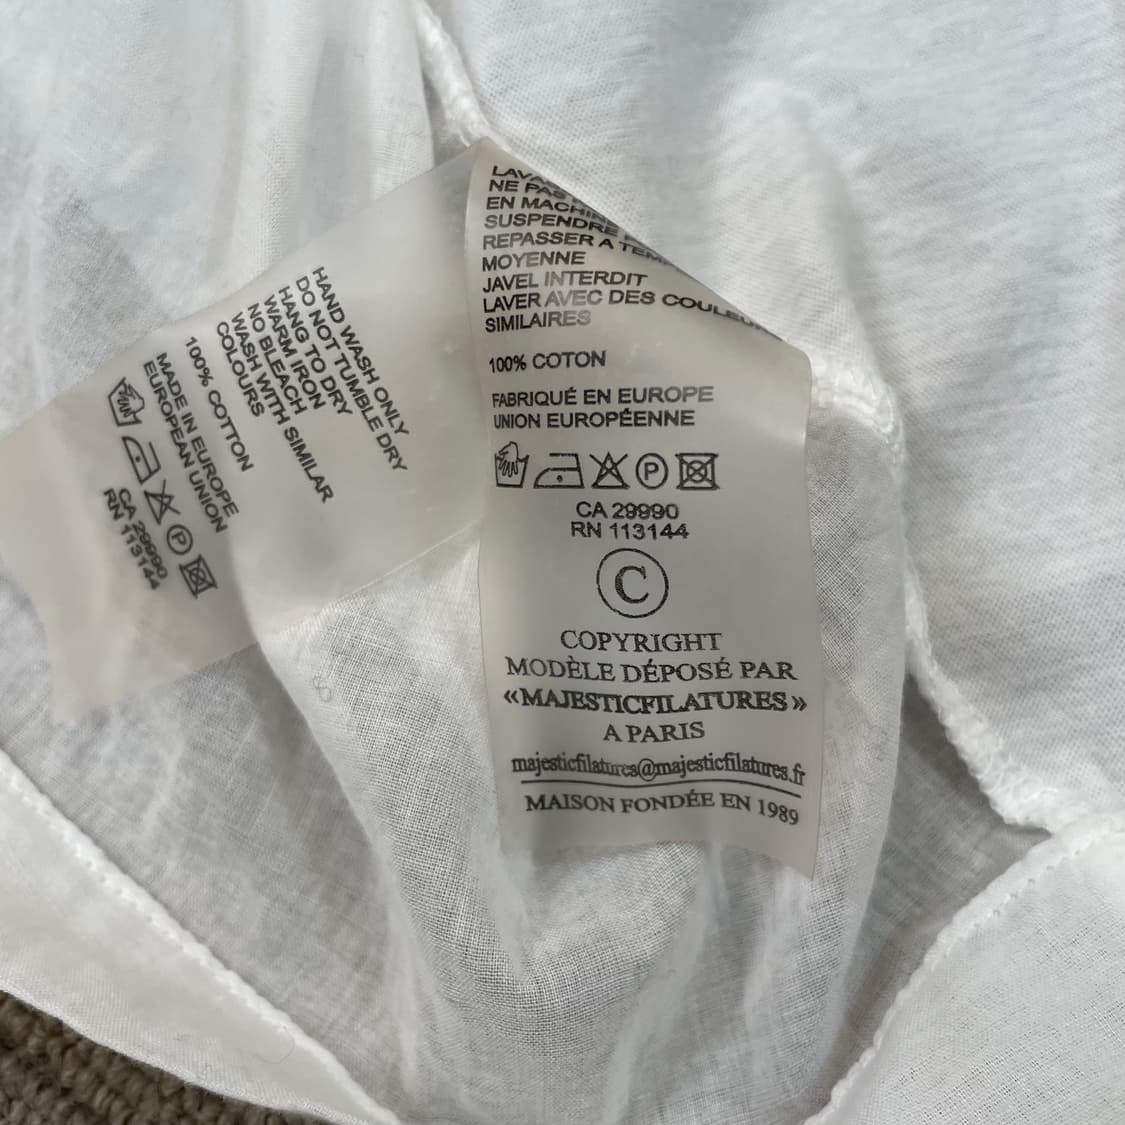 HAND WASH ONLY
DO NOT TUMBLE DRY
HANG TO DRY
WARM IRON
NO BLEACH
WASH WITH SIMILAR
COLOURS
100% COTTON
MADE IN EUROPE
EUROPEAN UNION
P
CA 29990
RN 113144
NE PAS
EN MACHINE
SUSPENDRE
REPASSER A
MOYENNE
JAVEL INTERDIT
LAVER AVEC DES
SIMILAIRES
100% COTON
FABRIQUÉ EN EUROPE
UNION EUROPÉENNE
P
CA 29990
RN 113144
©
COPYRIGHT
MODÈLE DÉPOSÉ PAR
«MAJESTICFILATURES»
A PARIS
majesticfilatures@majesticfilatures.fr
MAISON FONDÉE EN 1989